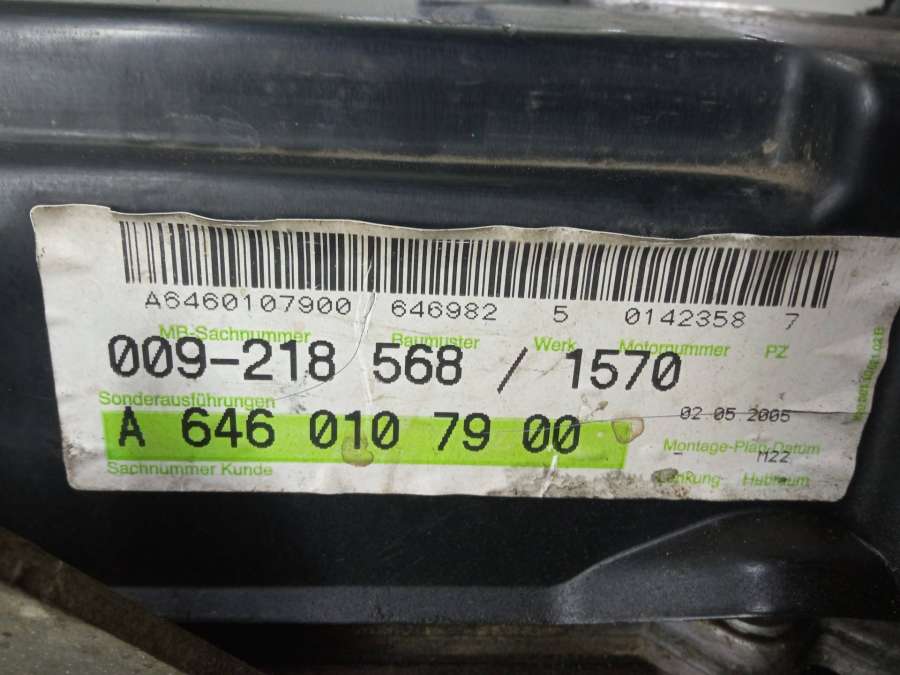 A6460107900 646982 5 0142358 7
MB-Sachnummer Baumuster Werk Motornummer PZ
009-218 568 / 1570
Sonderausführungen
02 05 2005
A 646 010 79 00
Montage-Plan-Datum
- M22
Sachnummer Kunde Lenkung Hubraum